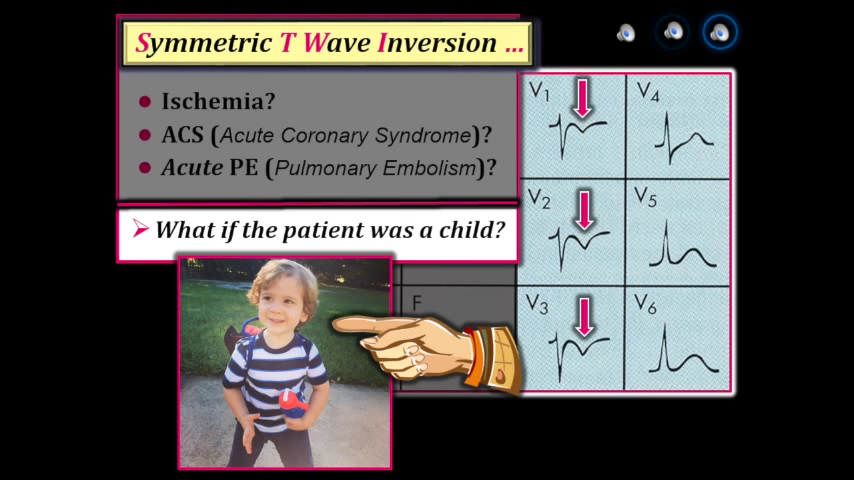 Symmetric T Wave Inversion ...
Ischemia?
ACS (Acute Coronary Syndrome)?
Acute PE (Pulmonary Embolism)?
What if the patient was a child?
V1
V4
V2
V5
F
V3
V6